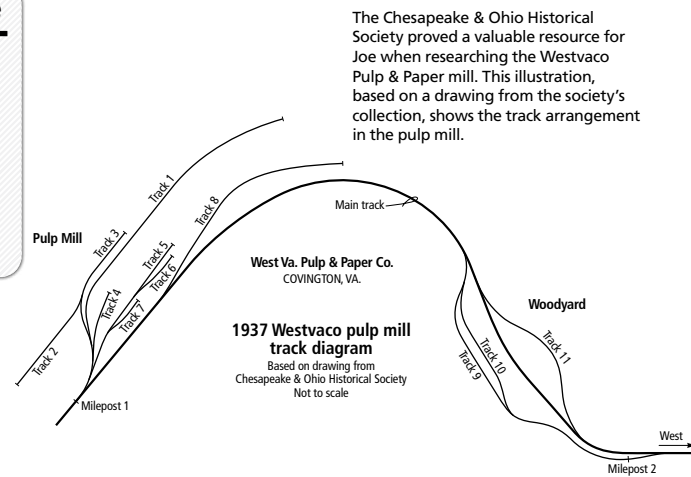 The Chesapeake & Ohio Historical
Society proved a valuable resource for
Joe when researching the Westvaco
Pulp & Paper mill. This illustration,
based on a drawing from the society's
collection, shows the track arrangement
in the pulp mill.
Track 1
Track 8
Main track
Pulp Mill
Track 3
Track 5
Track 6
Track 4
Track 7
Track 2
Milepost 1
West Va. Pulp & Paper Co.
COVINGTON, VA.
1937 Westvaco pulp mill
track diagram
Based on drawing from
Chesapeake & Ohio Historical Society
Not to scale
Woodyard
Track 11
Track 10
Track 9
West
Milepost 2